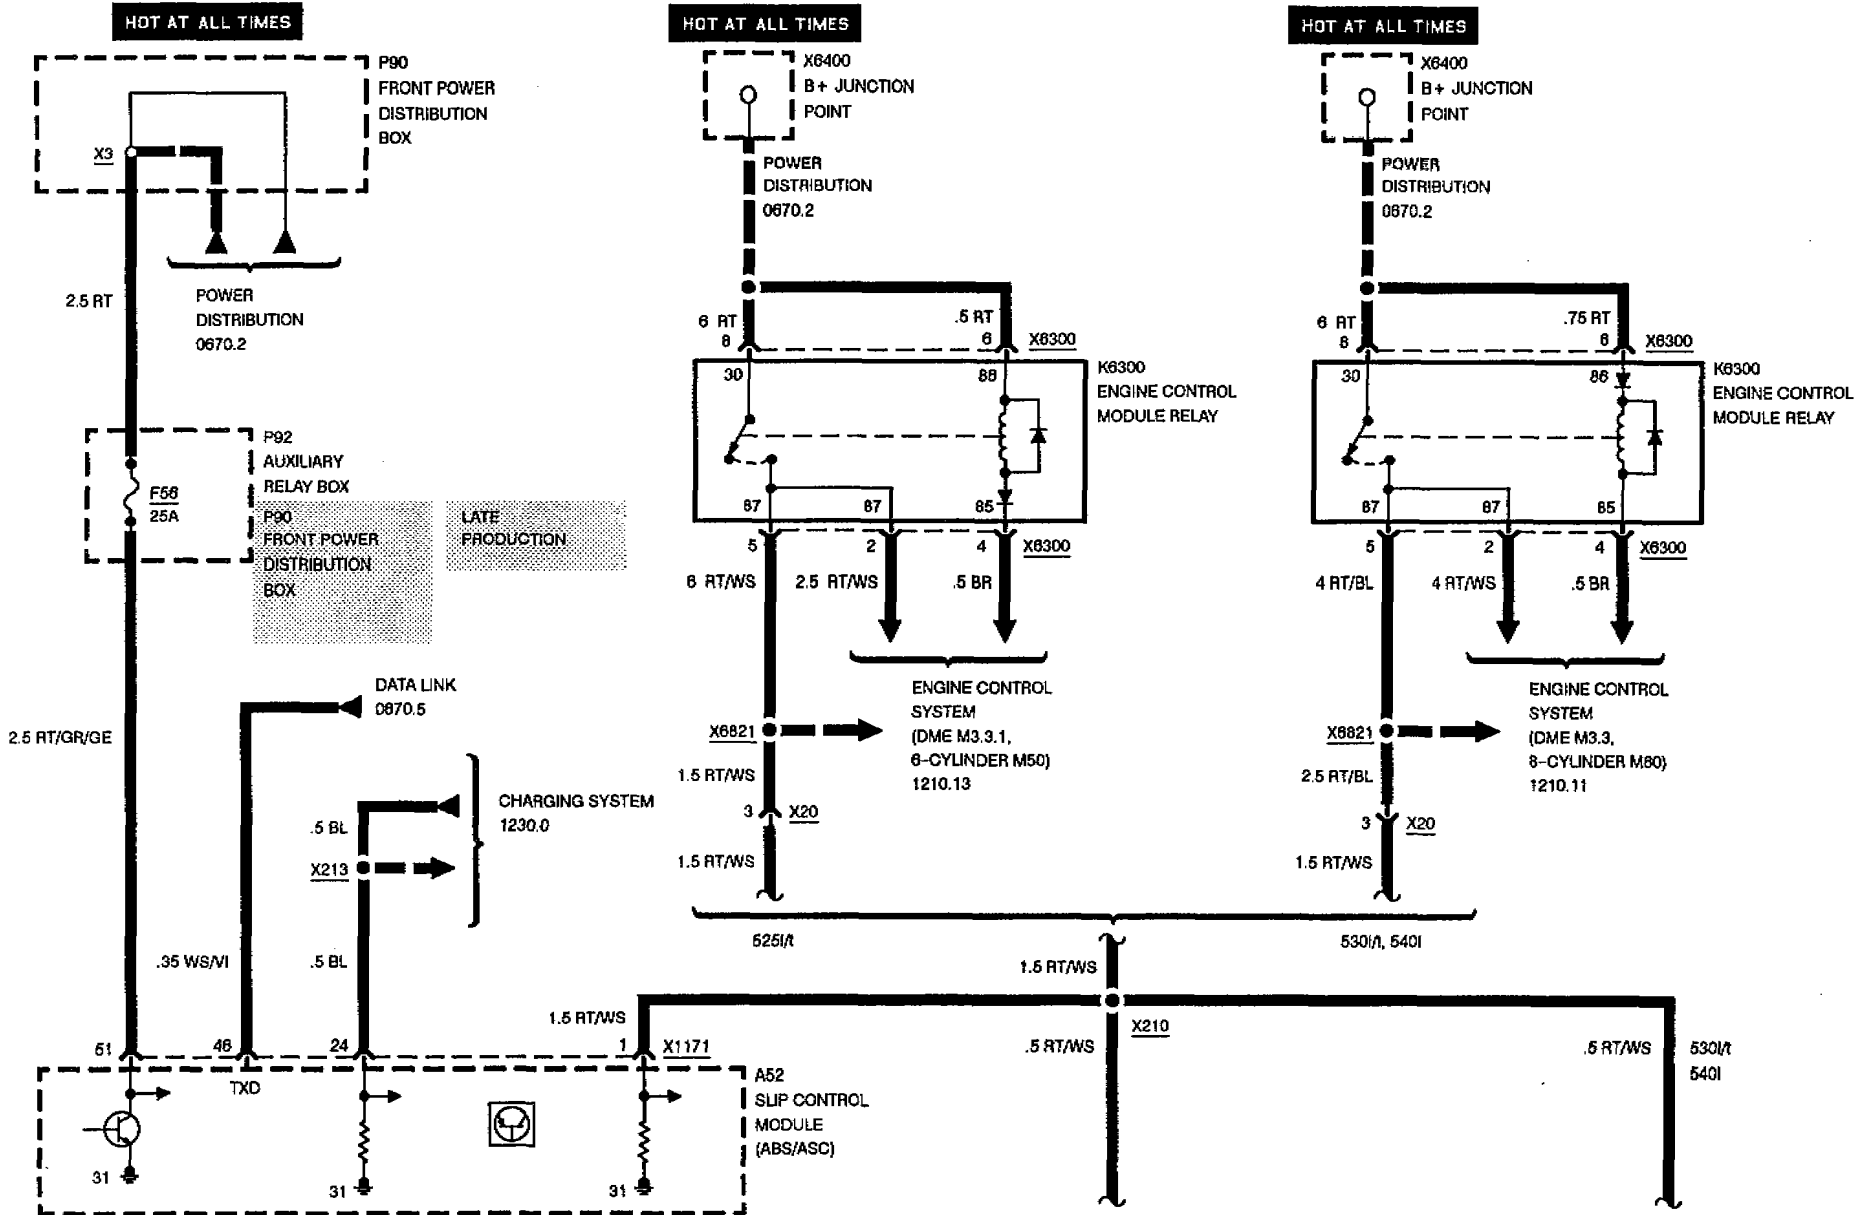 HOT AT ALL TIMES
P90
FRONT POWER
DISTRIBUTION
BOX
X3
2.5 RT
POWER
DISTRIBUTION
0670.2
P92
AUXILIARY
RELAY BOX
F56
25A
P90
FRONT POWER
DISTRIBUTION
BOX
LATE
PRODUCTION
2.5 RT/GR/GE
DATA LINK
0670.5
.35 WS/VI
CHARGING SYSTEM
1230.0
.5 BL
X213
.5 BL
HOT AT ALL TIMES
X6400
B+ JUNCTION
POINT
POWER
DISTRIBUTION
0670.2
6 RT
.5 RT
8
6
X6300
30
86
K6300
ENGINE CONTROL
MODULE RELAY
87
87
85
5
2
4
X6300
6 RT/WS
2.5 RT/WS
.5 BR
ENGINE CONTROL
SYSTEM
(DME M3.3.1,
6-CYLINDER M50)
1210.13
X6821
1.5 RT/WS
3
X20
1.5 RT/WS
525I/t
HOT AT ALL TIMES
X6400
B+ JUNCTION
POINT
POWER
DISTRIBUTION
0670.2
6 RT
.75 RT
8
6
X6300
30
86
K6300
ENGINE CONTROL
MODULE RELAY
87
87
85
5
2
4
X6300
4 RT/BL
4 RT/WS
.5 BR
ENGINE CONTROL
SYSTEM
(DME M3.3,
8-CYLINDER M60)
1210.11
X6821
2.5 RT/BL
3
X20
1.5 RT/WS
530I/t, 540I
1.5 RT/WS
1.5 RT/WS
X210
.5 RT/WS
.5 RT/WS
530I/t
540I
51
46
24
1
X1171
TXD
A52
SLIP CONTROL
MODULE
(ABS/ASC)
31
31
31